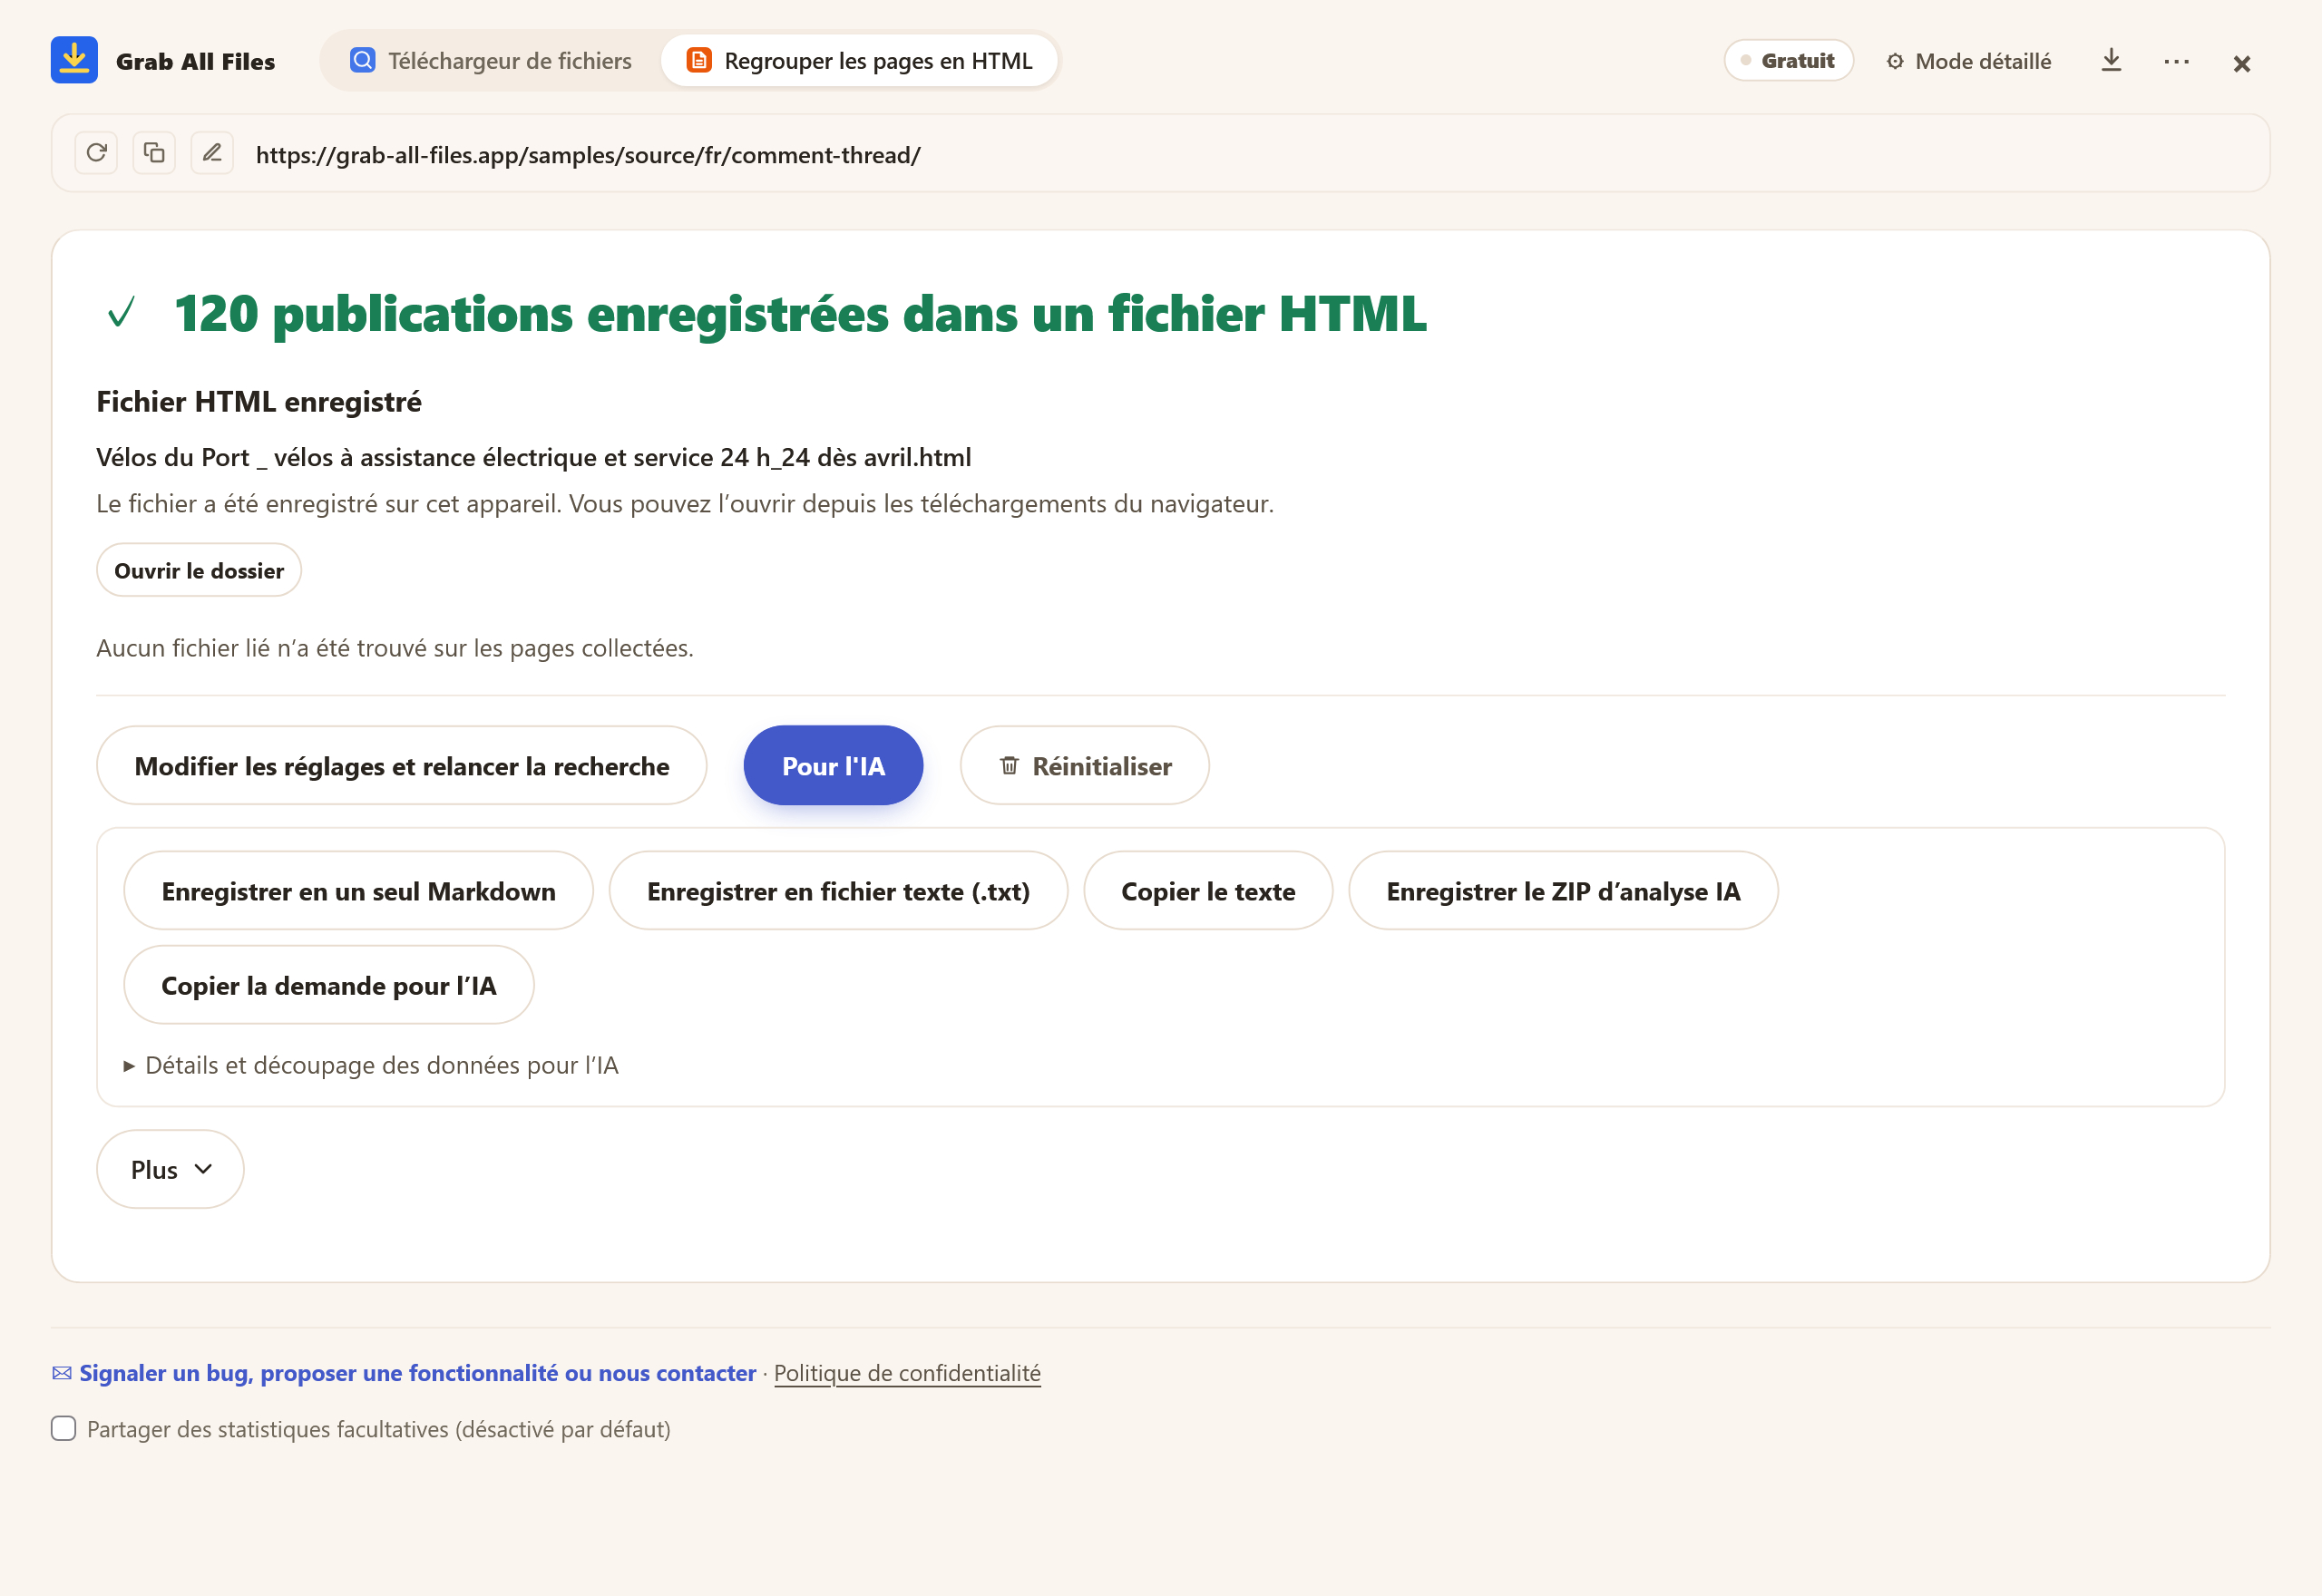 Grab All Files
Téléchargeur de fichiers
Regrouper les pages en HTML
Gratuit
Mode détaillé
https://grab-all-files.app/samples/source/fr/comment-thread/
120 publications enregistrées dans un fichier HTML
Fichier HTML enregistré
Vélos du Port _ vélos à assistance électrique et service 24 h_24 dès avril.html
Le fichier a été enregistré sur cet appareil. Vous pouvez l’ouvrir depuis les téléchargements du navigateur.
Ouvrir le dossier
Aucun fichier lié n’a été trouvé sur les pages collectées.
Modifier les réglages et relancer la recherche
Pour l'IA
Réinitialiser
Enregistrer en un seul Markdown
Enregistrer en fichier texte (.txt)
Copier le texte
Enregistrer le ZIP d’analyse IA
Copier la demande pour l’IA
Détails et découpage des données pour l’IA
Plus
Signaler un bug, proposer une fonctionnalité ou nous contacter · Politique de confidentialité
Partager des statistiques facultatives (désactivé par défaut)